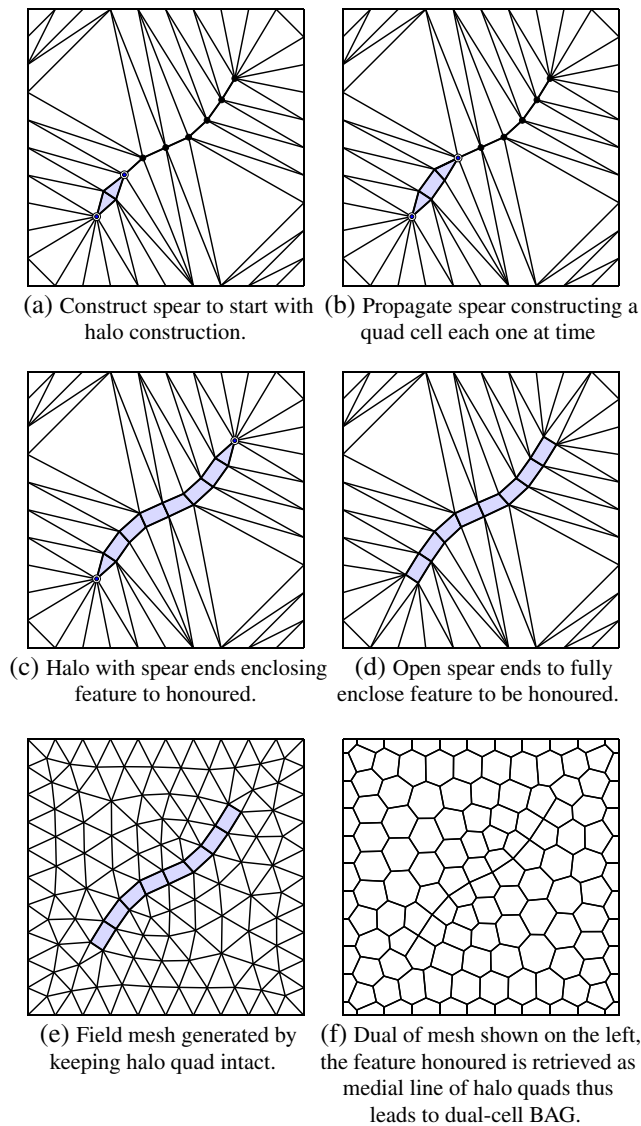 (a) Construct spear to start with
halo construction.
(b) Propagate spear constructing a
quad cell each one at time
(c) Halo with spear ends enclosing
feature to honoured.
(d) Open spear ends to fully
enclose feature to be honoured.
(e) Field mesh generated by
keeping halo quad intact.
(f) Dual of mesh shown on the left,
the feature honoured is retrieved as
medial line of halo quads thus
leads to dual-cell BAG.